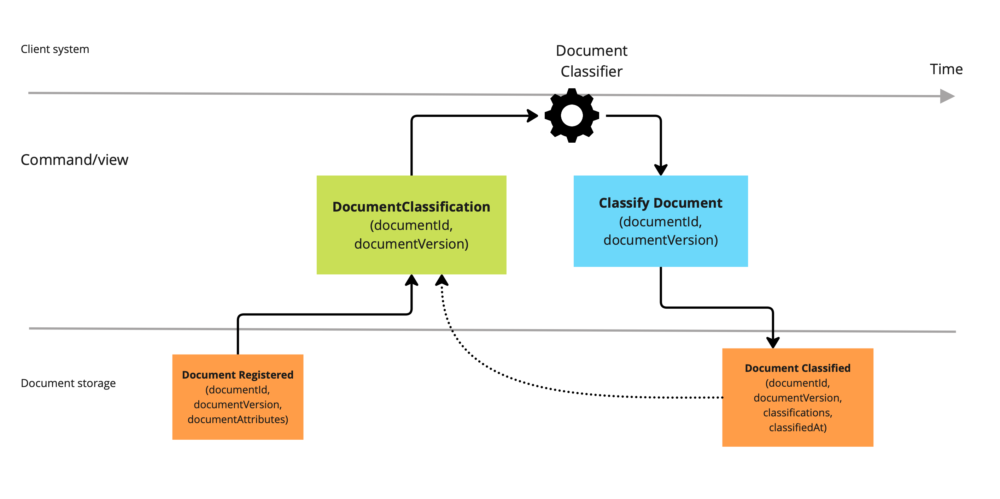 Client system
Document
Classifier
Time
Command/view
DocumentClassification
(documentId,
documentVersion)
Classify Document
(documentId,
documentVersion)
Document storage
Document Registered
(documentId,
documentVersion,
documentAttributes)
Document Classified
(documentId,
documentVersion,
classifications,
classifiedAt)